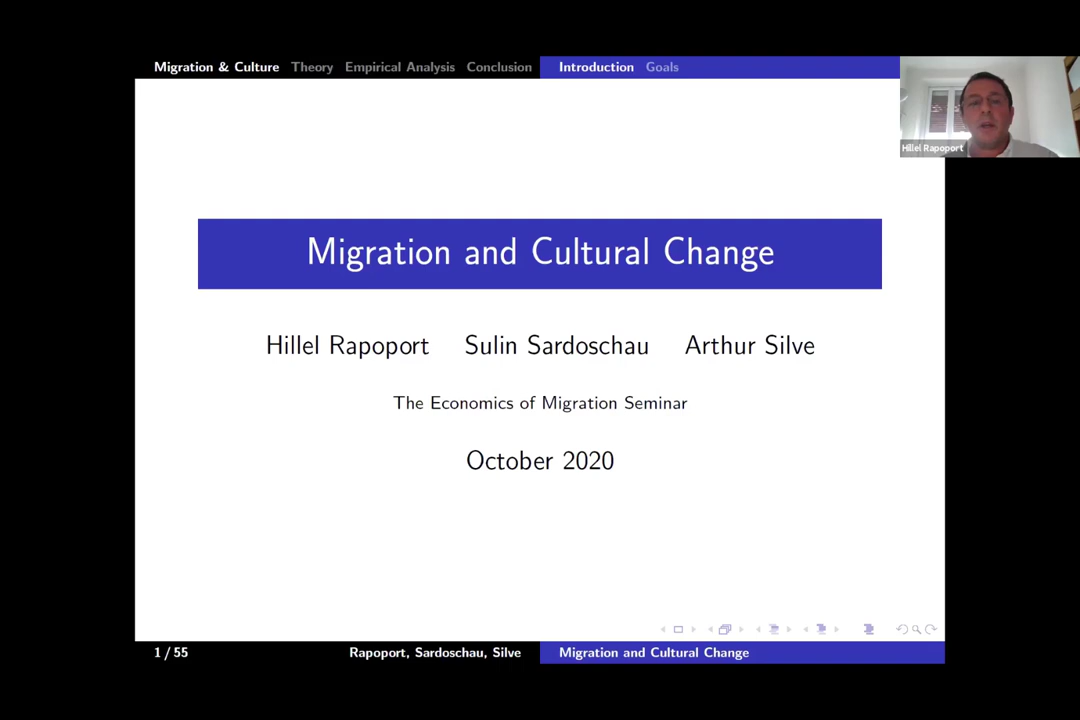 Migration & Culture Theory Empirical Analysis Conclusion Introduction Goals
Hillel Rapoport
Migration and Cultural Change
Hillel Rapoport Sulin Sardoschau Arthur Silve
The Economics of Migration Seminar
October 2020
1 / 55 Rapoport, Sardoschau, Silve Migration and Cultural Change